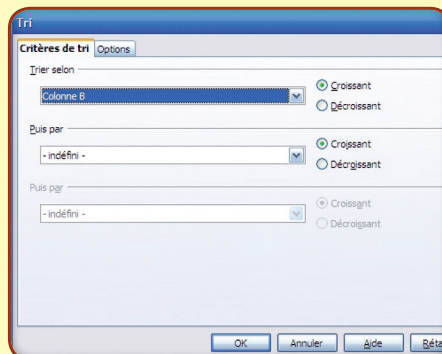 Tri
Critères de tri Options
Trier selon
Colonne B
Croissant
Décroissant
Puis par
- indéfini -
Croissant
Décroissant
Puis par
- indéfini -
Croissant
Décroissant
OK Annuler Aide Réta